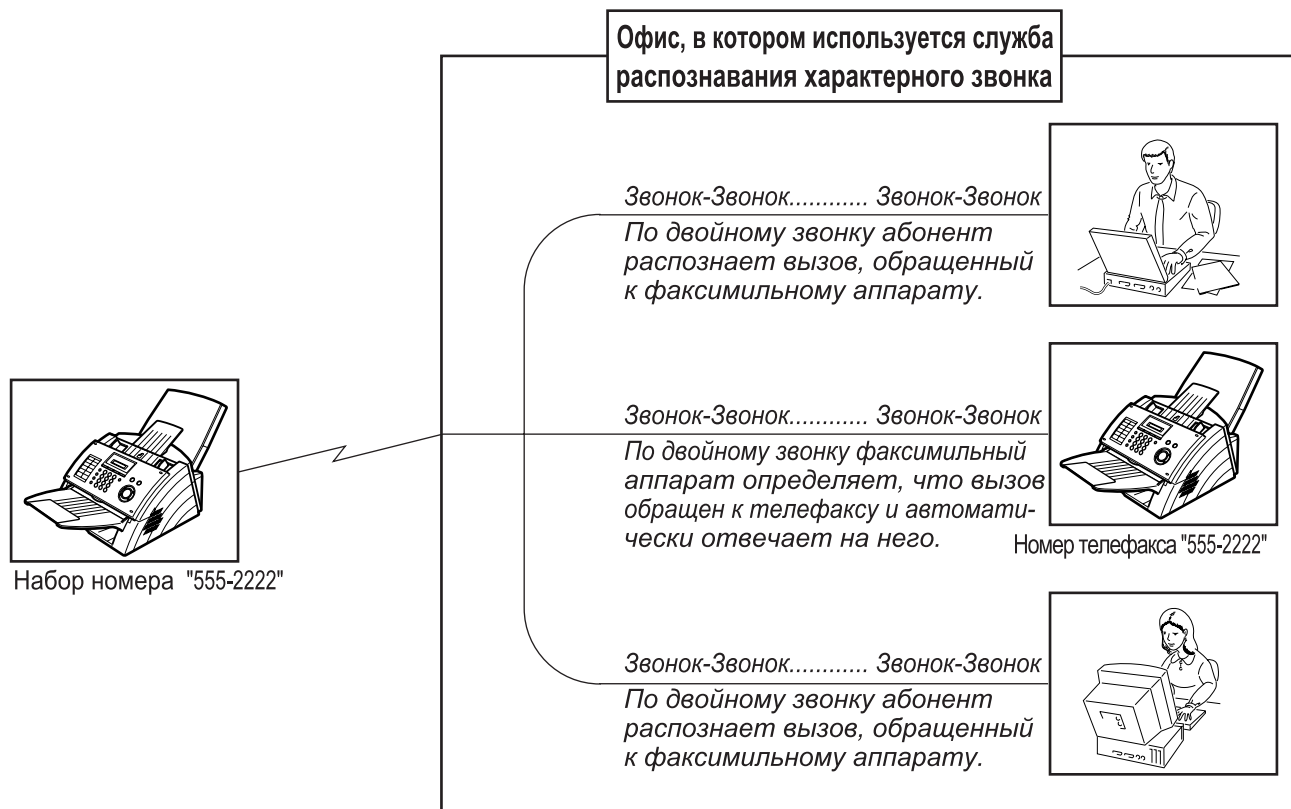 Офис, в котором используется служба
распознавания характерного звонка
Звонок-Звонок............ Звонок-Звонок
По двойному звонку абонент
распознает вызов, обращенный
к факсимильному аппарату.
Звонок-Звонок............ Звонок-Звонок
По двойному звонку факсимильный
аппарат определяет, что вызов
обращен к телефаксу и автомати-
чески отвечает на него.
Номер телефакса "555-2222"
Набор номера "555-2222"
Звонок-Звонок............ Звонок-Звонок
По двойному звонку абонент
распознает вызов, обращенный
к факсимильному аппарату.